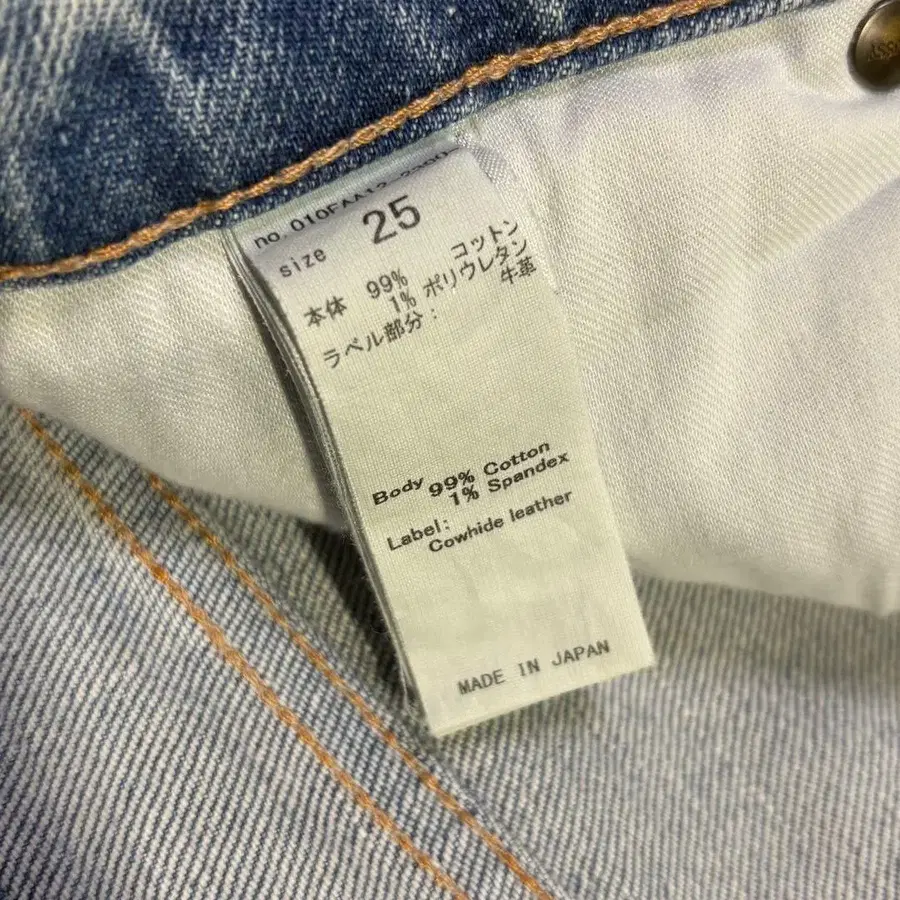 size 25
本体 99% コットン
1% ポリウレタン
ラベル部分: 牛革
Body 99% Cotton
1% Spandex
Label:
Cowhide leather
MADE IN JAPAN